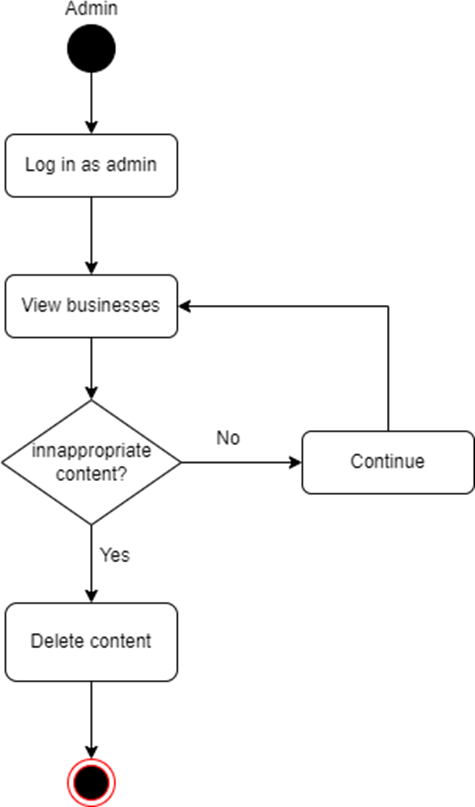 Admin
Log in as admin
View businesses
innappropriate
content?
No
Continue
Yes
Delete content